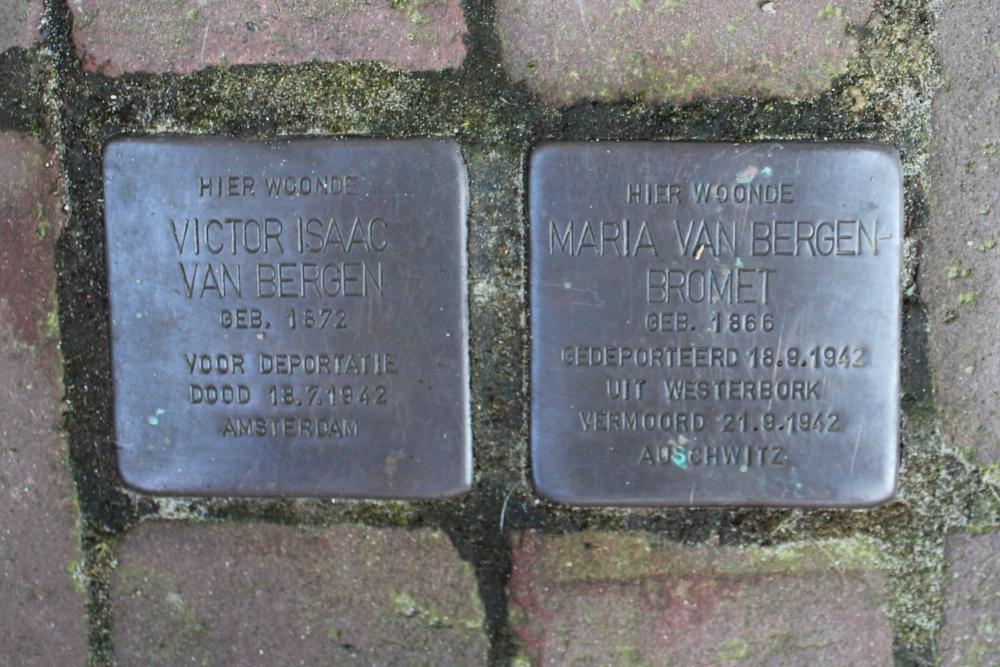 HIER WOONDE
VICTOR ISAAC
VAN BERGEN
GEB. 1872
VOOR DEPORTATIE
DOOD 18.7.1942
AMSTERDAM
HIER WOONDE
MARIA VAN BERGEN-
BROMET
GEB. 1866
GEDEPORTEERD 18.9.1942
UIT WESTERBORK
VERMOORD 21.9.1942
AUSCHWITZ